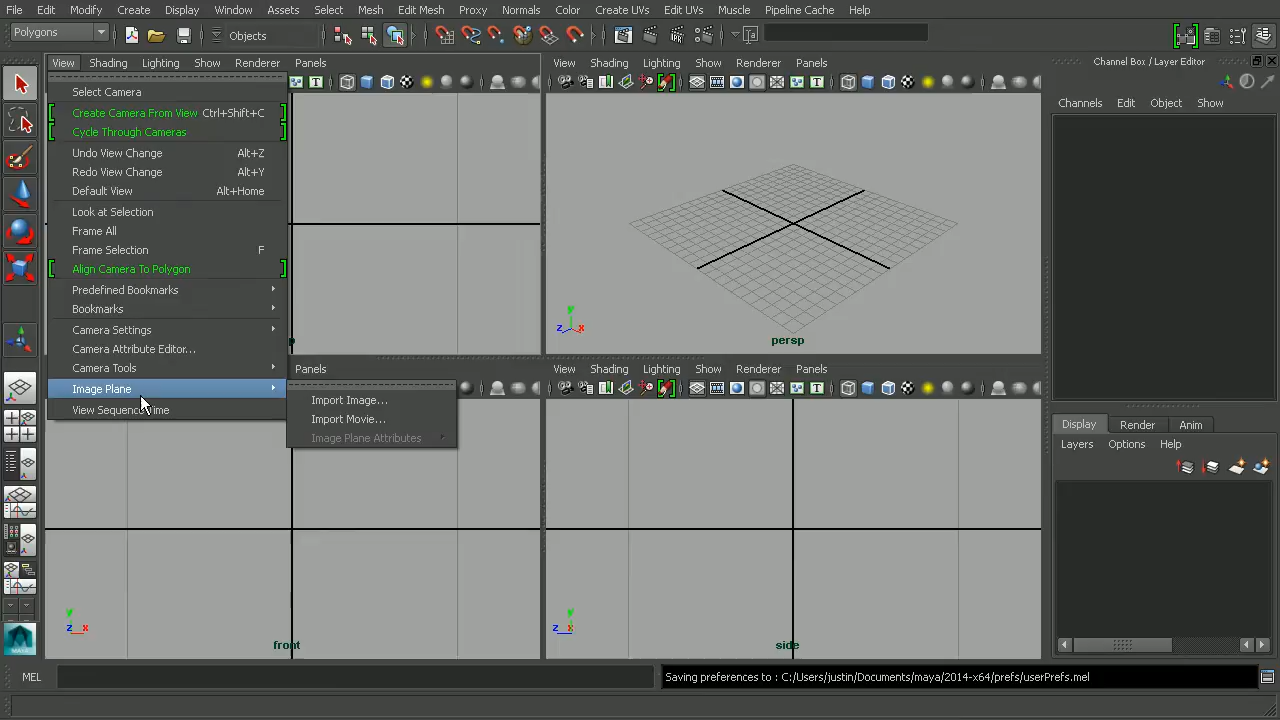 File Edit Modify Create Display Window Assets Select Mesh Edit Mesh Proxy Normals Color Create UVs Edit UVs Muscle Pipeline Cache Help
Polygons Objects
View Shading Lighting Show Renderer Panels
View Shading Lighting Show Renderer Panels
Channel Box / Layer Editor
Channels Edit Object Show
Select Camera
Create Camera From View Ctrl+Shift+C
Cycle Through Cameras
Undo View Change Alt+Z
Redo View Change Alt+Y
Default View Alt+Home
Look at Selection
Frame All
Frame Selection F
Align Camera To Polygon
Predefined Bookmarks
Bookmarks
Camera Settings
Camera Attribute Editor...
Camera Tools
Image Plane
View Sequence Time
Import Image...
Import Movie...
Image Plane Attributes
y
z x
persp
Panels
View Shading Lighting Show Renderer Panels
y
z x
front
y
z x
side
Display Render Anim
Layers Options Help
MEL
Saving preferences to : C:/Users/justin/Documents/maya/2014-x64/prefs/userPrefs.mel